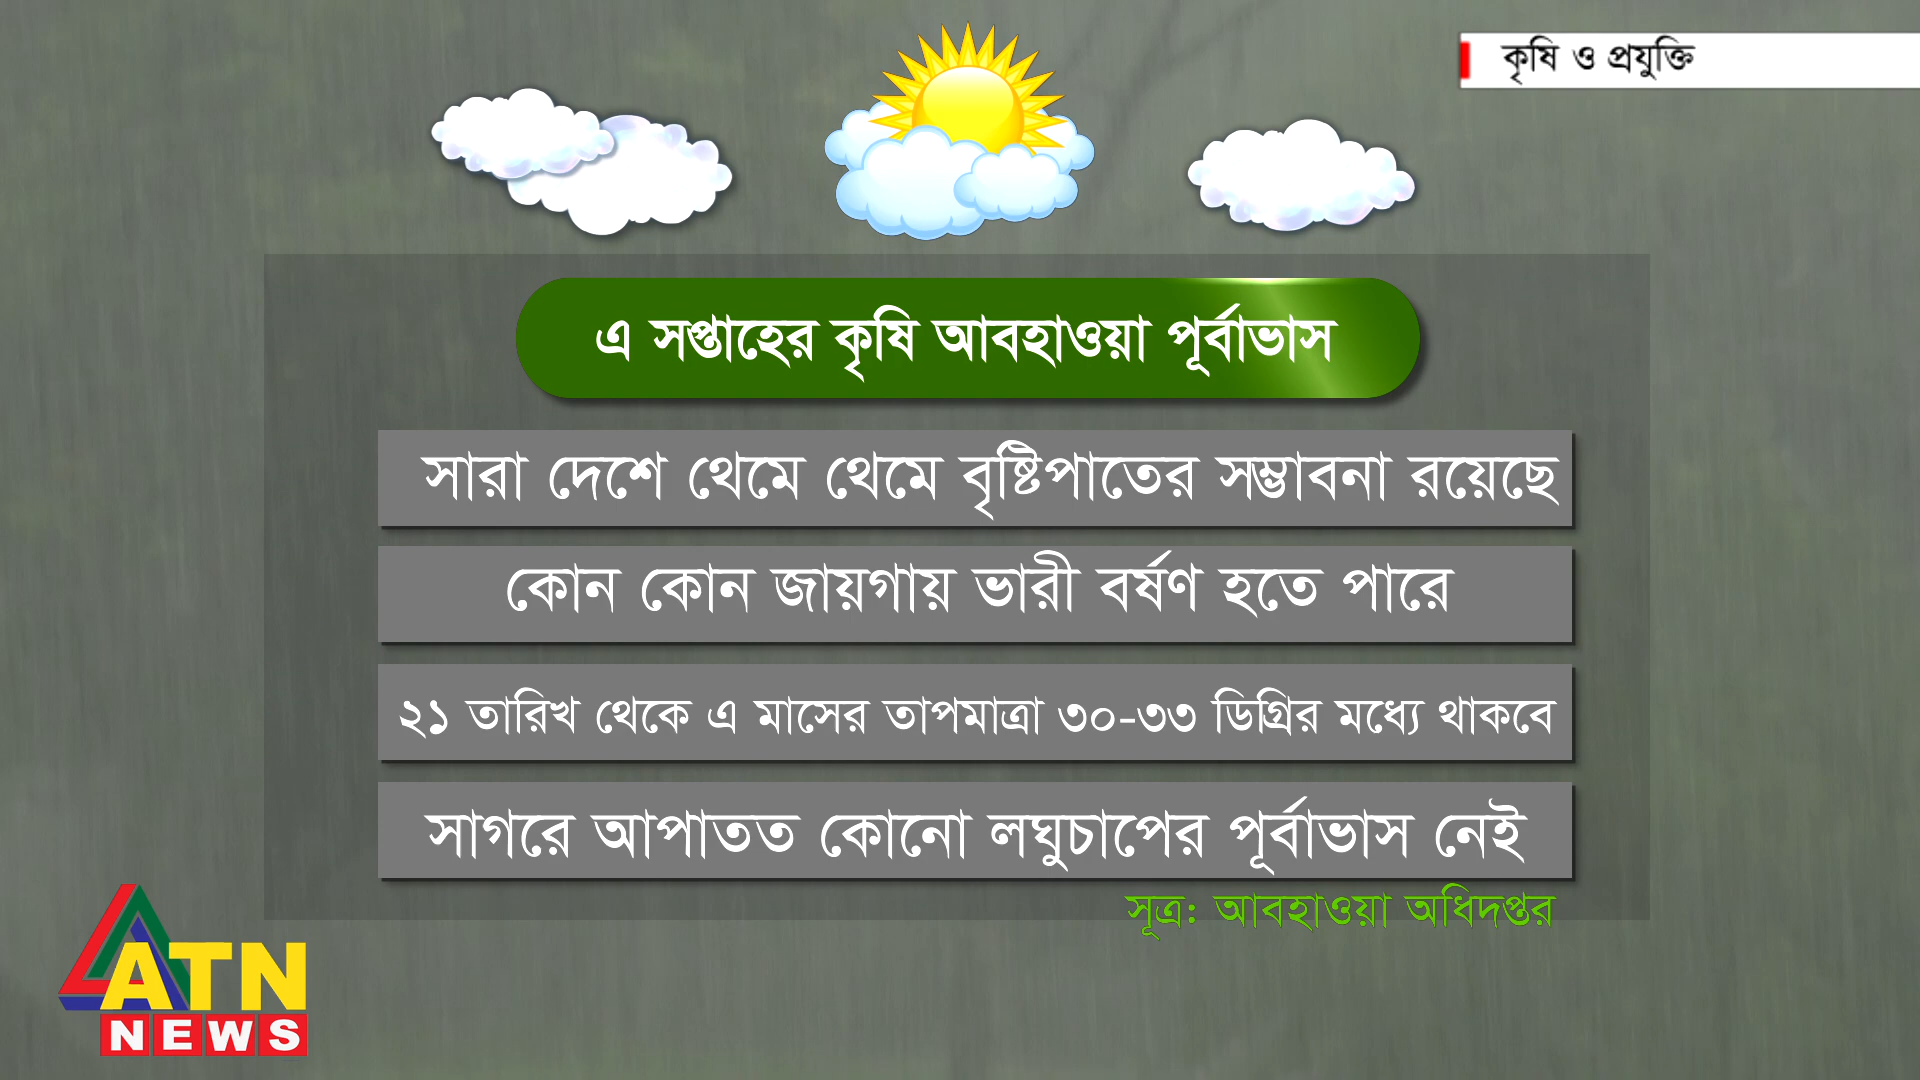 কৃষি ও প্রযুক্তি
এ সপ্তাহের কৃষি আবহাওয়া পূর্বাভাস
সারা দেশে থেমে থেমে বৃষ্টিপাতের সম্ভাবনা রয়েছে
কোন কোন জায়গায় ভারী বর্ষণ হতে পারে
২১ তারিখ থেকে এ মাসের তাপমাত্রা ৩০-৩৩ ডিগ্রির মধ্যে থাকবে
সাগরে আপাতত কোনো লঘুচাপের পূর্বাভাস নেই
সূত্র: আবহাওয়া অধিদপ্তর
ATN
NEWS